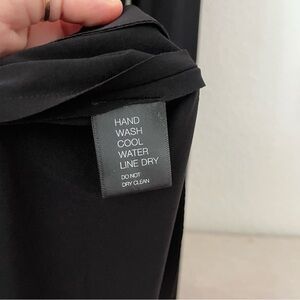 HAND
WASH
COOL
WATER
LINE DRY
DO NOT
DRY CLEAN